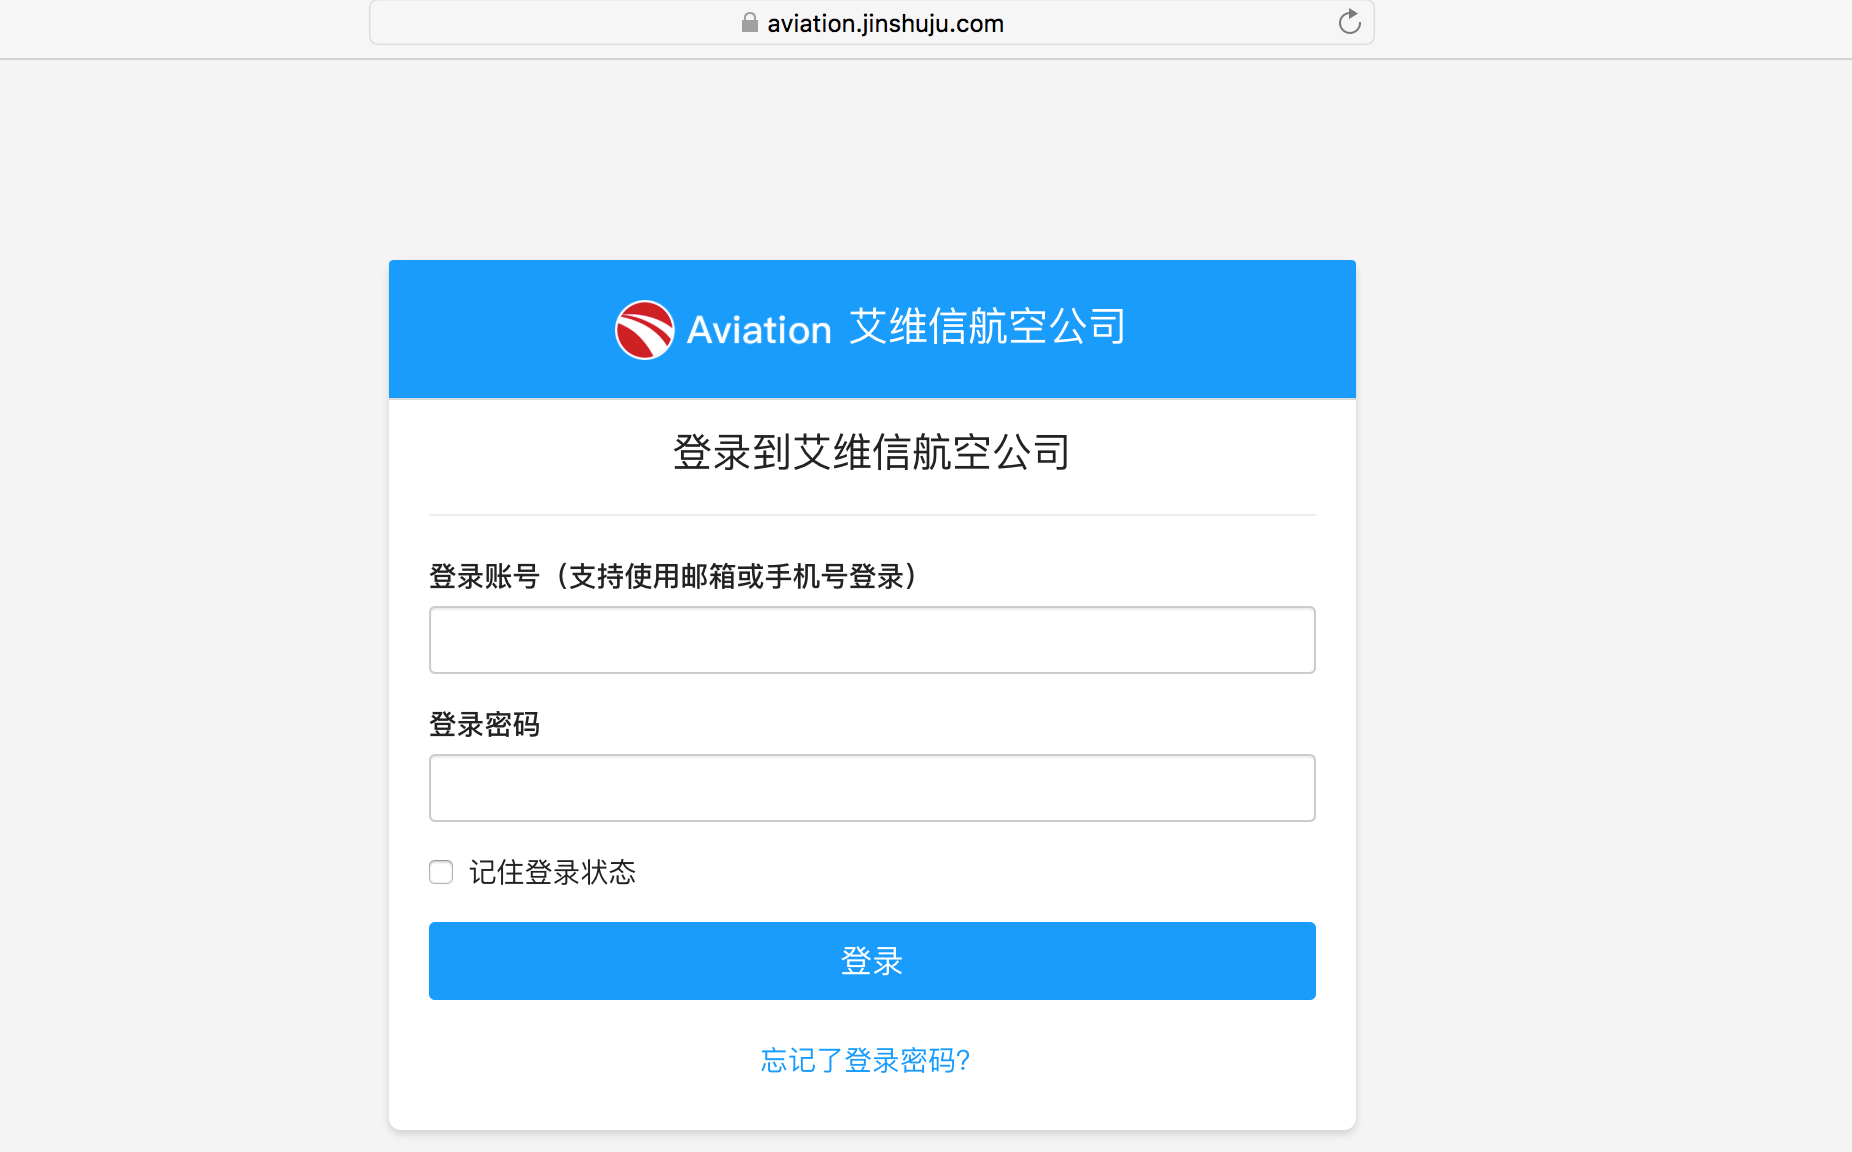 aviation.jinshuju.com
Aviation 艾维信航空公司
登录到艾维信航空公司
登录账号（支持使用邮箱或手机号登录）
登录密码
记住登录状态
登录
忘记了登录密码?